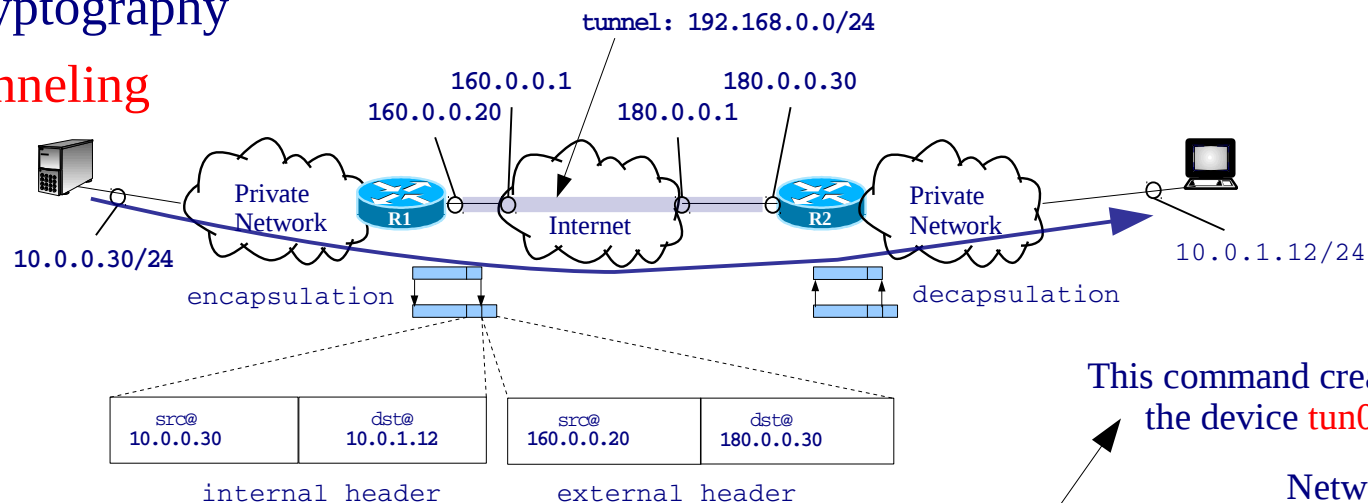 yptography
nneling
tunnel: 192.168.0.0/24
160.0.0.1
180.0.0.30
160.0.0.20
180.0.0.1
Private
Network
R1
Internet
R2
Private
Network
10.0.0.30/24
10.0.1.12/24
encapsulation
decapsulation
This command crea
the device tun0
src@
10.0.0.30
dst@
10.0.1.12
src@
160.0.0.20
dst@
180.0.0.30
internal header
external header
Netw